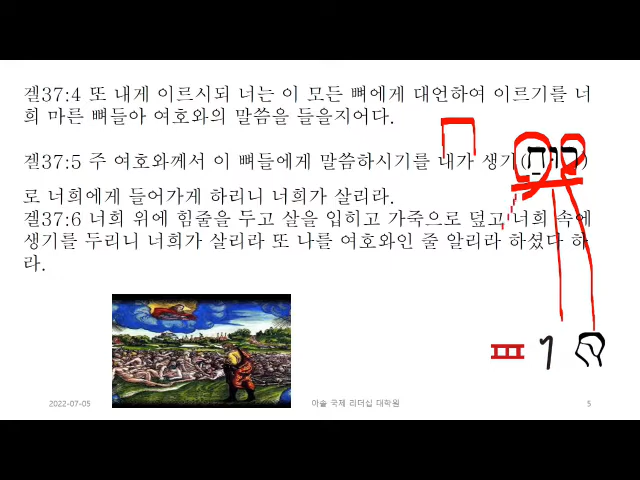 겔37:4 또 내게 이르시되 너는 이 모든 뼈에게 대언하여 이르기를 너
희 마른 뼈들아 여호와의 말씀을 들을지어다.
겔37:5 주 여호와께서 이 뼈들에게 말씀하시기를 내가 생기(רוּחַ)
로 너희에게 들어가게 하리니 너희가 살리라.
겔37:6 너희 위에 힘줄을 두고 살을 입히고 가죽으로 덮고 너희 속에
생기를 두리니 너희가 살리라 또 나를 여호와인 줄 알리라 하셨다 하
라.
2022-07-05 아술 국제 리더십 대학원 5